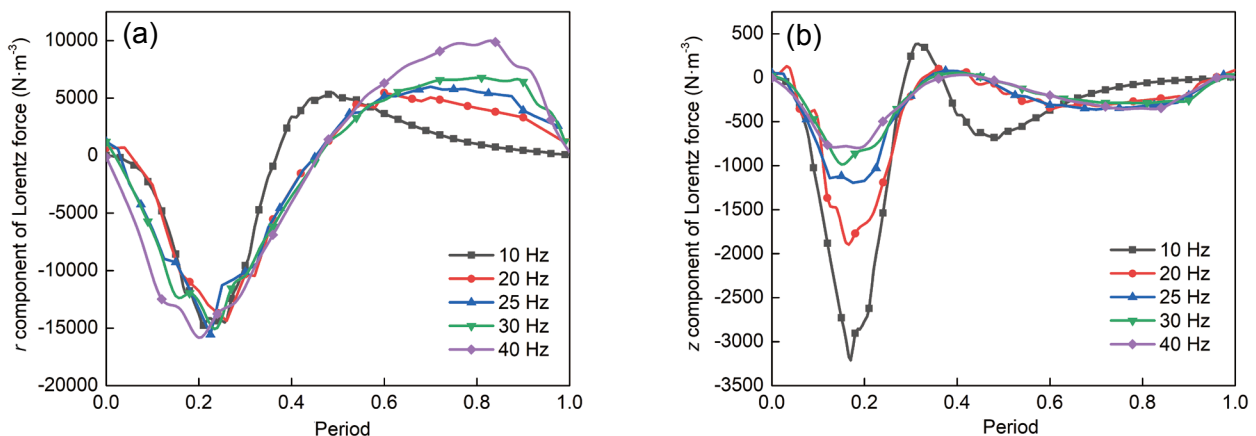 (a)
r component of Lorentz force (N·m⁻³)
10000
5000
0
-5000
-10000
-15000
-20000
10 Hz
20 Hz
25 Hz
30 Hz
40 Hz
0.0 0.2 0.4 0.6 0.8 1.0
Period
(b)
z component of Lorentz force (N·m⁻³)
500
0
-500
-1000
-1500
-2000
-2500
-3000
-3500
10 Hz
20 Hz
25 Hz
30 Hz
40 Hz
0.0 0.2 0.4 0.6 0.8 1.0
Period